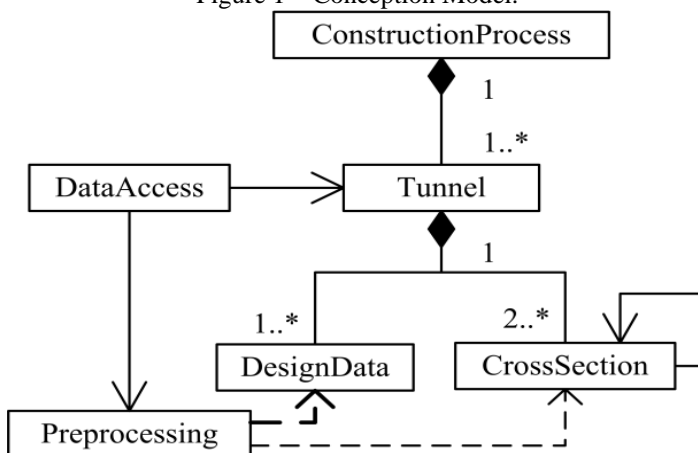 Figure 1 – Conception Model.
ConstructionProcess
1
1..*
DataAccess
Tunnel
1
1..*
2..*
DesignData
CrossSection
Preprocessing